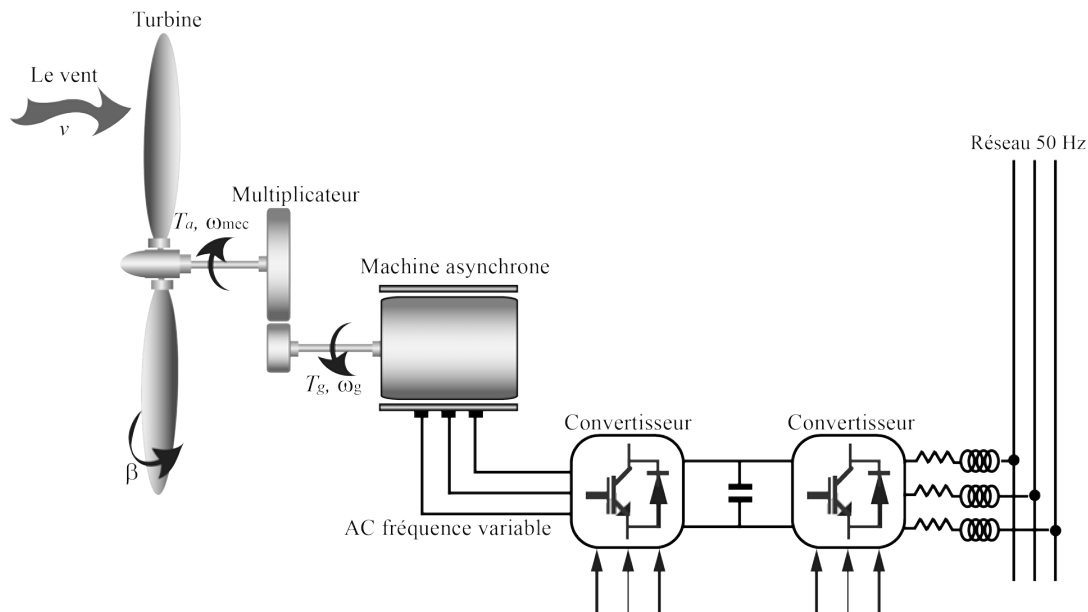 Turbine
Le vent
v
Réseau 50 Hz
Multiplicateur
Ta, ωmec
Machine asynchrone
Tg, ωg
Convertisseur
Convertisseur
β
AC fréquence variable